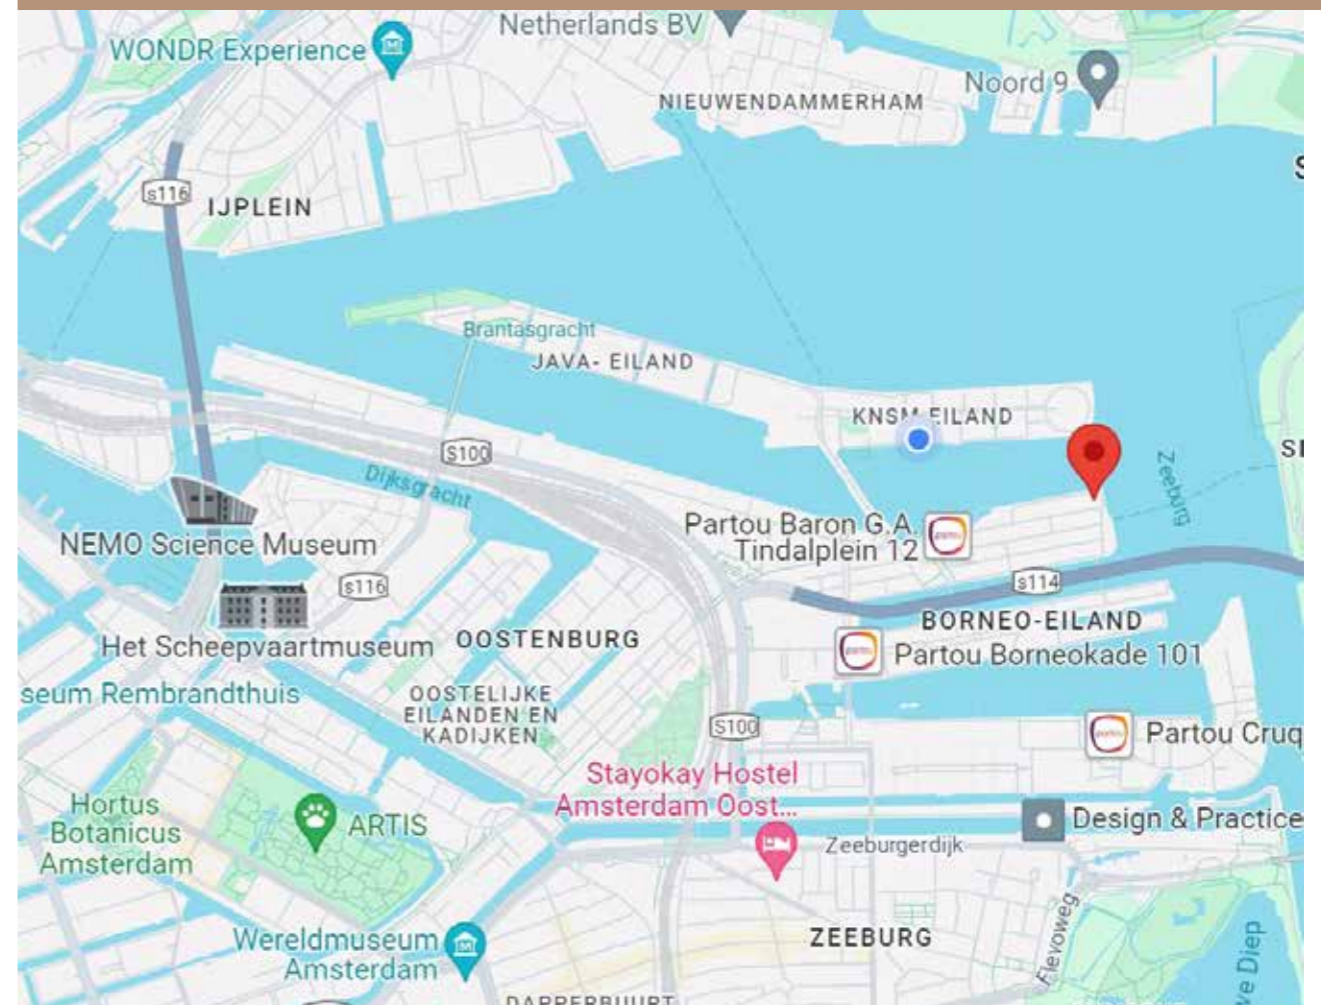 Netherlands BV
WONDR Experience
Noord 9
NIEUWENDAMMERHAM
s116
IJPLEIN
Brantasgracht
JAVA- EILAND
KNSM-EILAND
S100
Dijksgracht
Zeeburg
Partou Baron G.A.
Tindalplein 12
NEMO Science Museum
s116
s114
BORNEO-EILAND
Het Scheepvaartmuseum
OOSTENBURG
Partou Borneokade 101
seum Rembrandthuis
OOSTELIJKE
EILANDEN EN
KADIJKEN
S100
Partou Cruq
Stayokay Hostel
Amsterdam Oost...
Hortus
Botanicus
Amsterdam
ARTIS
Design & Practice
Zeeburgerdijk
Flevoweg
Wereldmuseum
Amsterdam
ZEEBURG
ve Diep
DAPPERBUURT